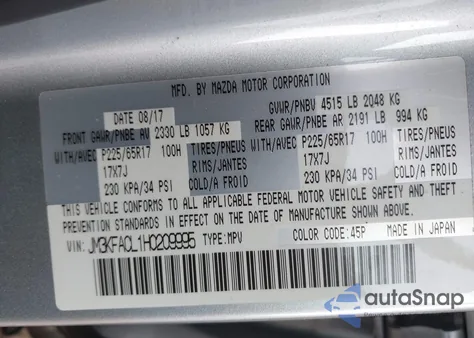 MFD. BY MAZDA MOTOR CORPORATION
DATE 08/17
GVWR/PNBV 4515 LB 2048 KG
FRONT GAWR/PNBE AV 2330 LB 1057 KG
REAR GAWR/PNBE AR 2191 LB 994 KG
WITH/AVEC P225/65R17 100H TIRES/PNEUS
WITH/AVEC P225/65R17 100H
17X7J RIMS/JANTES
17X7J RIMS/JANTES
230 KPA/34 PSI COLD/A FROID
230 KPA/34 PSI COLD/A FROID
THIS VEHICLE CONFORMS TO ALL APPLICABLE FEDERAL MOTOR VEHICLE SAFETY AND THEFT
PREVENTION STANDARDS IN EFFECT ON THE DATE OF MANUFACTURE SHOWN ABOVE.
VIN: JM3KFACL1H0209995 TYPE: MPV COLOR CODE: 45P MADE IN JAPAN
autoSnap